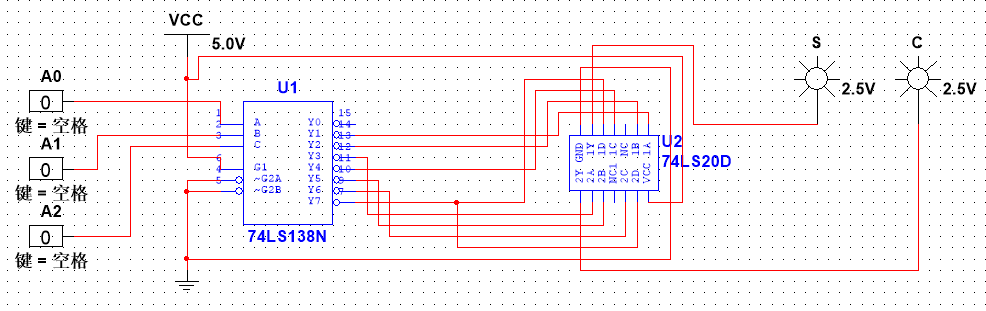 VCC
5.0V
A0
0
键 = 空格
A1
0
键 = 空格
A2
0
键 = 空格
U1
1
2
3
6
4
5
A
B
C
G1
~G2A
~G2B
Y0
Y1
Y2
Y3
Y4
Y5
Y6
Y7
15
14
13
12
11
10
9
7
74LS138N
U2
74LS20D
GND
1Y
1D
1C
NC
1B
1A
2Y
2A
2B
NC1
2C
2D
VCC
S
2.5V
C
2.5V